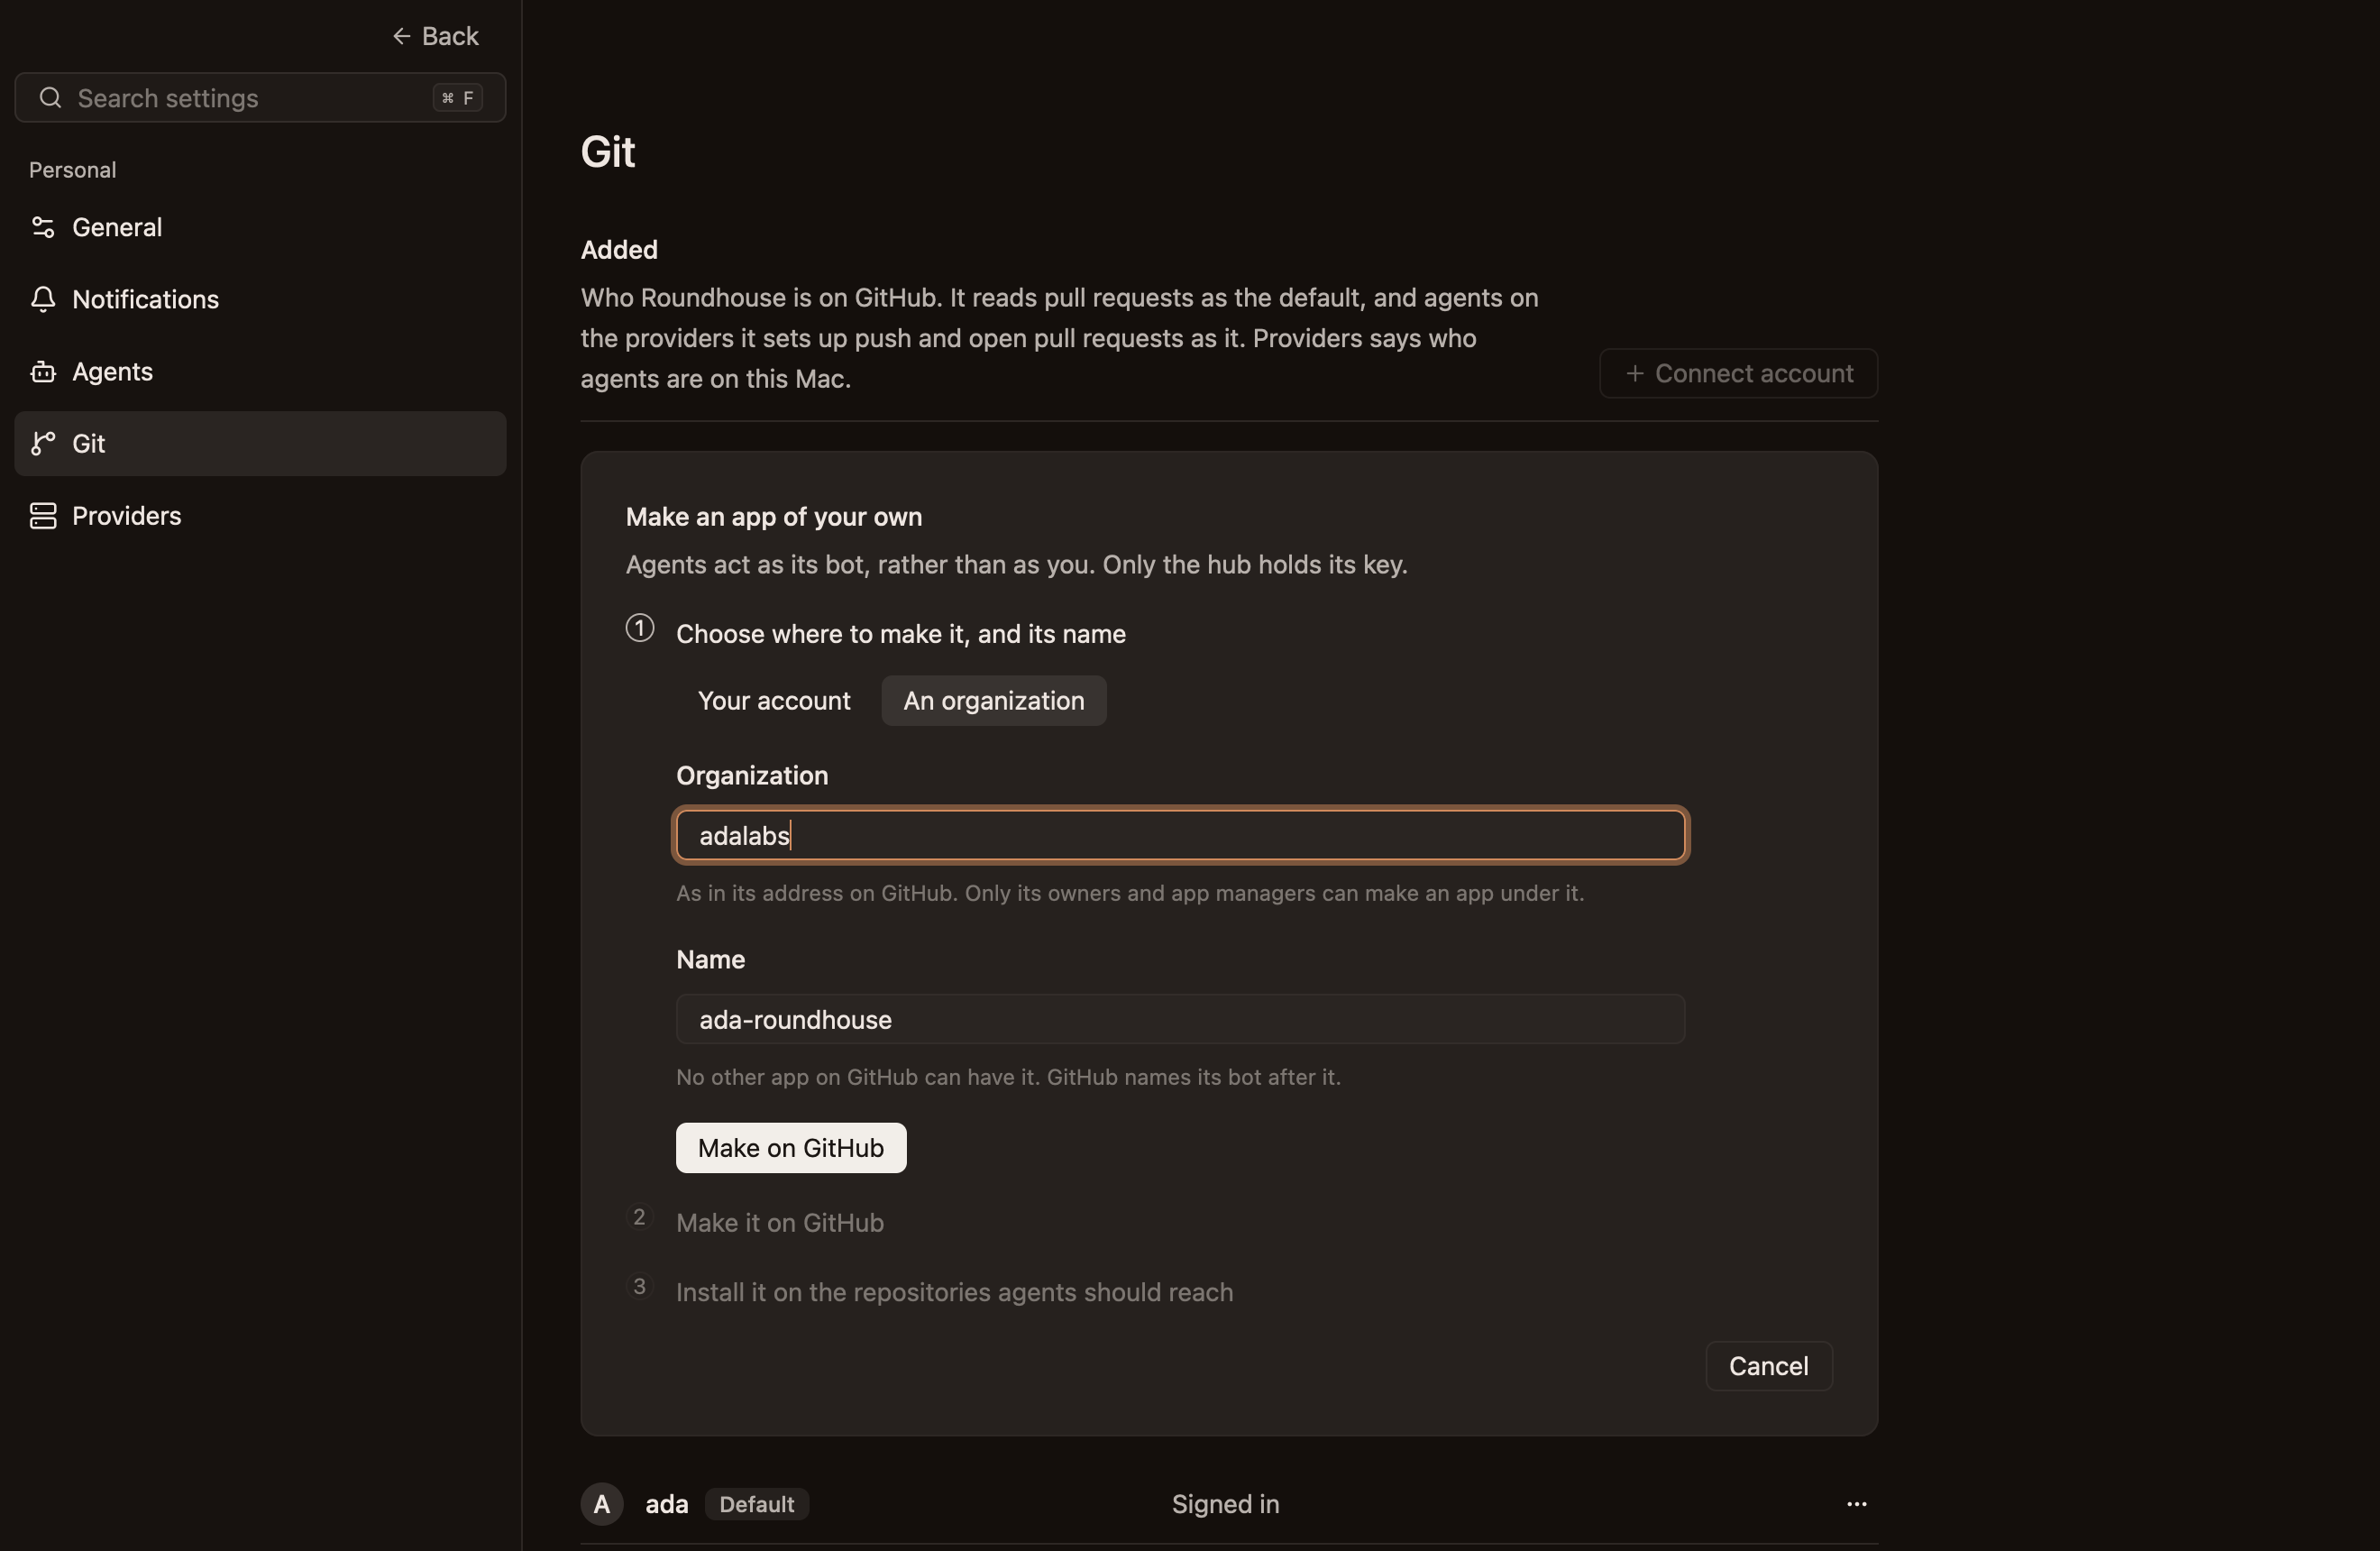 Back
Search settings
⌘ F
Personal
General
Notifications
Agents
Git
Providers
Git
Added
Who Roundhouse is on GitHub. It reads pull requests as the default, and agents on
the providers it sets up push and open pull requests as it. Providers says who
agents are on this Mac.
+ Connect account
Make an app of your own
Agents act as its bot, rather than as you. Only the hub holds its key.
1 Choose where to make it, and its name
Your account An organization
Organization
adalabs
As in its address on GitHub. Only its owners and app managers can make an app under it.
Name
ada-roundhouse
No other app on GitHub can have it. GitHub names its bot after it.
Make on GitHub
2 Make it on GitHub
3 Install it on the repositories agents should reach
Cancel
A ada Default Signed in